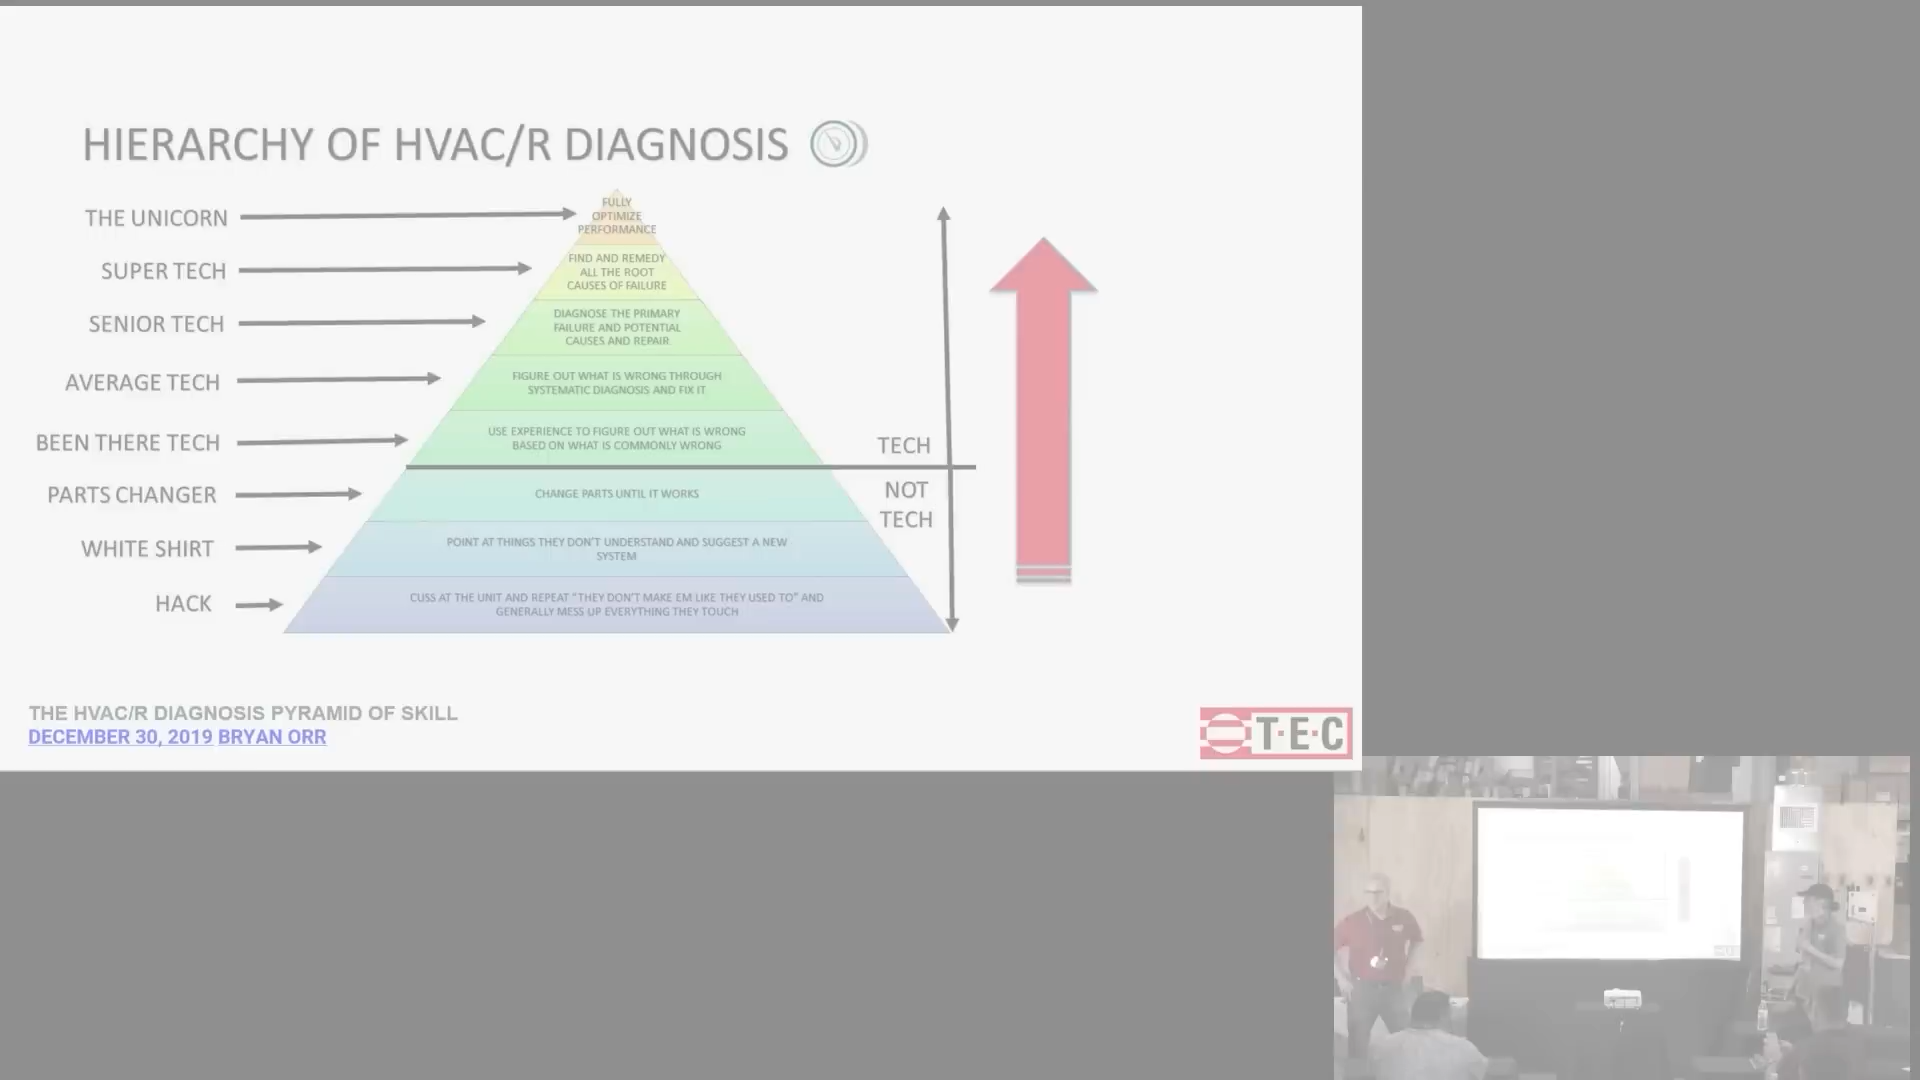 HIERARCHY OF HVAC/R DIAGNOSIS
THE UNICORN
FULLY
OPTIMIZE
PERFORMANCE
SUPER TECH
FIND AND REMEDY
ALL THE ROOT
CAUSES OF FAILURE
SENIOR TECH
DIAGNOSE THE PRIMARY
FAILURE AND POTENTIAL
CAUSES AND REPAIR
AVERAGE TECH
FIGURE OUT WHAT IS WRONG THROUGH
SYSTEMATIC DIAGNOSIS AND FIX IT
BEEN THERE TECH
USE EXPERIENCE TO FIGURE OUT WHAT IS WRONG
BASED ON WHAT IS COMMONLY WRONG
TECH
NOT
TECH
PARTS CHANGER
CHANGE PARTS UNTIL IT WORKS
WHITE SHIRT
POINT AT THINGS THEY DON'T UNDERSTAND AND SUGGEST A NEW
SYSTEM
HACK
CUSS AT THE UNIT AND REPEAT "THEY DON'T MAKE EM LIKE THEY USED TO" AND
GENERALLY MESS UP EVERYTHING THEY TOUCH
THE HVAC/R DIAGNOSIS PYRAMID OF SKILL
DECEMBER 30, 2019 BRYAN ORR
T·E·C